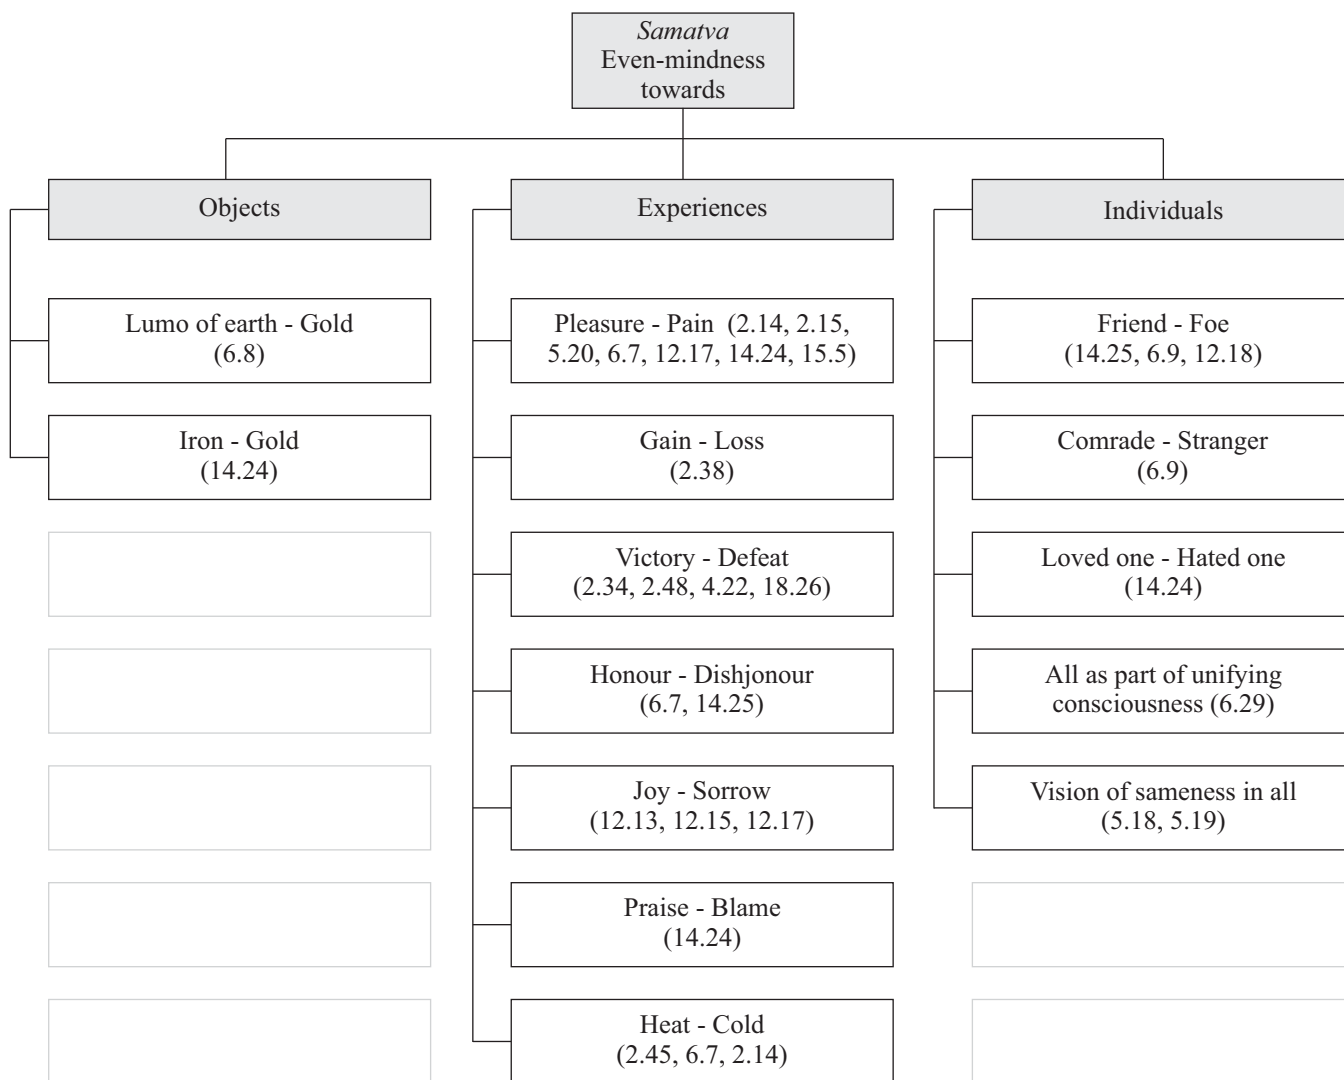 Samatva
Even-mindness
towards
Objects
Experiences
Individuals
Lumo of earth - Gold
(6.8)
Iron - Gold
(14.24)
Pleasure - Pain (2.14, 2.15,
5.20, 6.7, 12.17, 14.24, 15.5)
Gain - Loss
(2.38)
Victory - Defeat
(2.34, 2.48, 4.22, 18.26)
Honour - Dishjonour
(6.7, 14.25)
Joy - Sorrow
(12.13, 12.15, 12.17)
Praise - Blame
(14.24)
Heat - Cold
(2.45, 6.7, 2.14)
Friend - Foe
(14.25, 6.9, 12.18)
Comrade - Stranger
(6.9)
Loved one - Hated one
(14.24)
All as part of unifying
consciousness (6.29)
Vision of sameness in all
(5.18, 5.19)